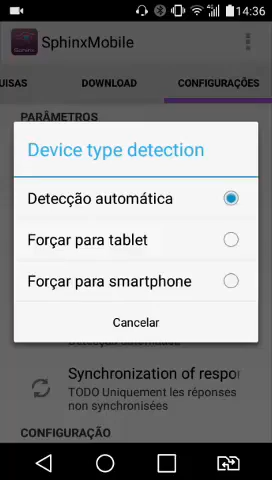 14:36
SphinxMobile
UISAS
DOWNLOAD
CONFIGURAÇÕES
PARÂMETROS
Device type detection
Detecção automática
Forçar para tablet
Forçar para smartphone
Cancelar
Synchronization of respor
TODO Uniquement les réponses
non synchronisées
CONFIGURAÇÃO